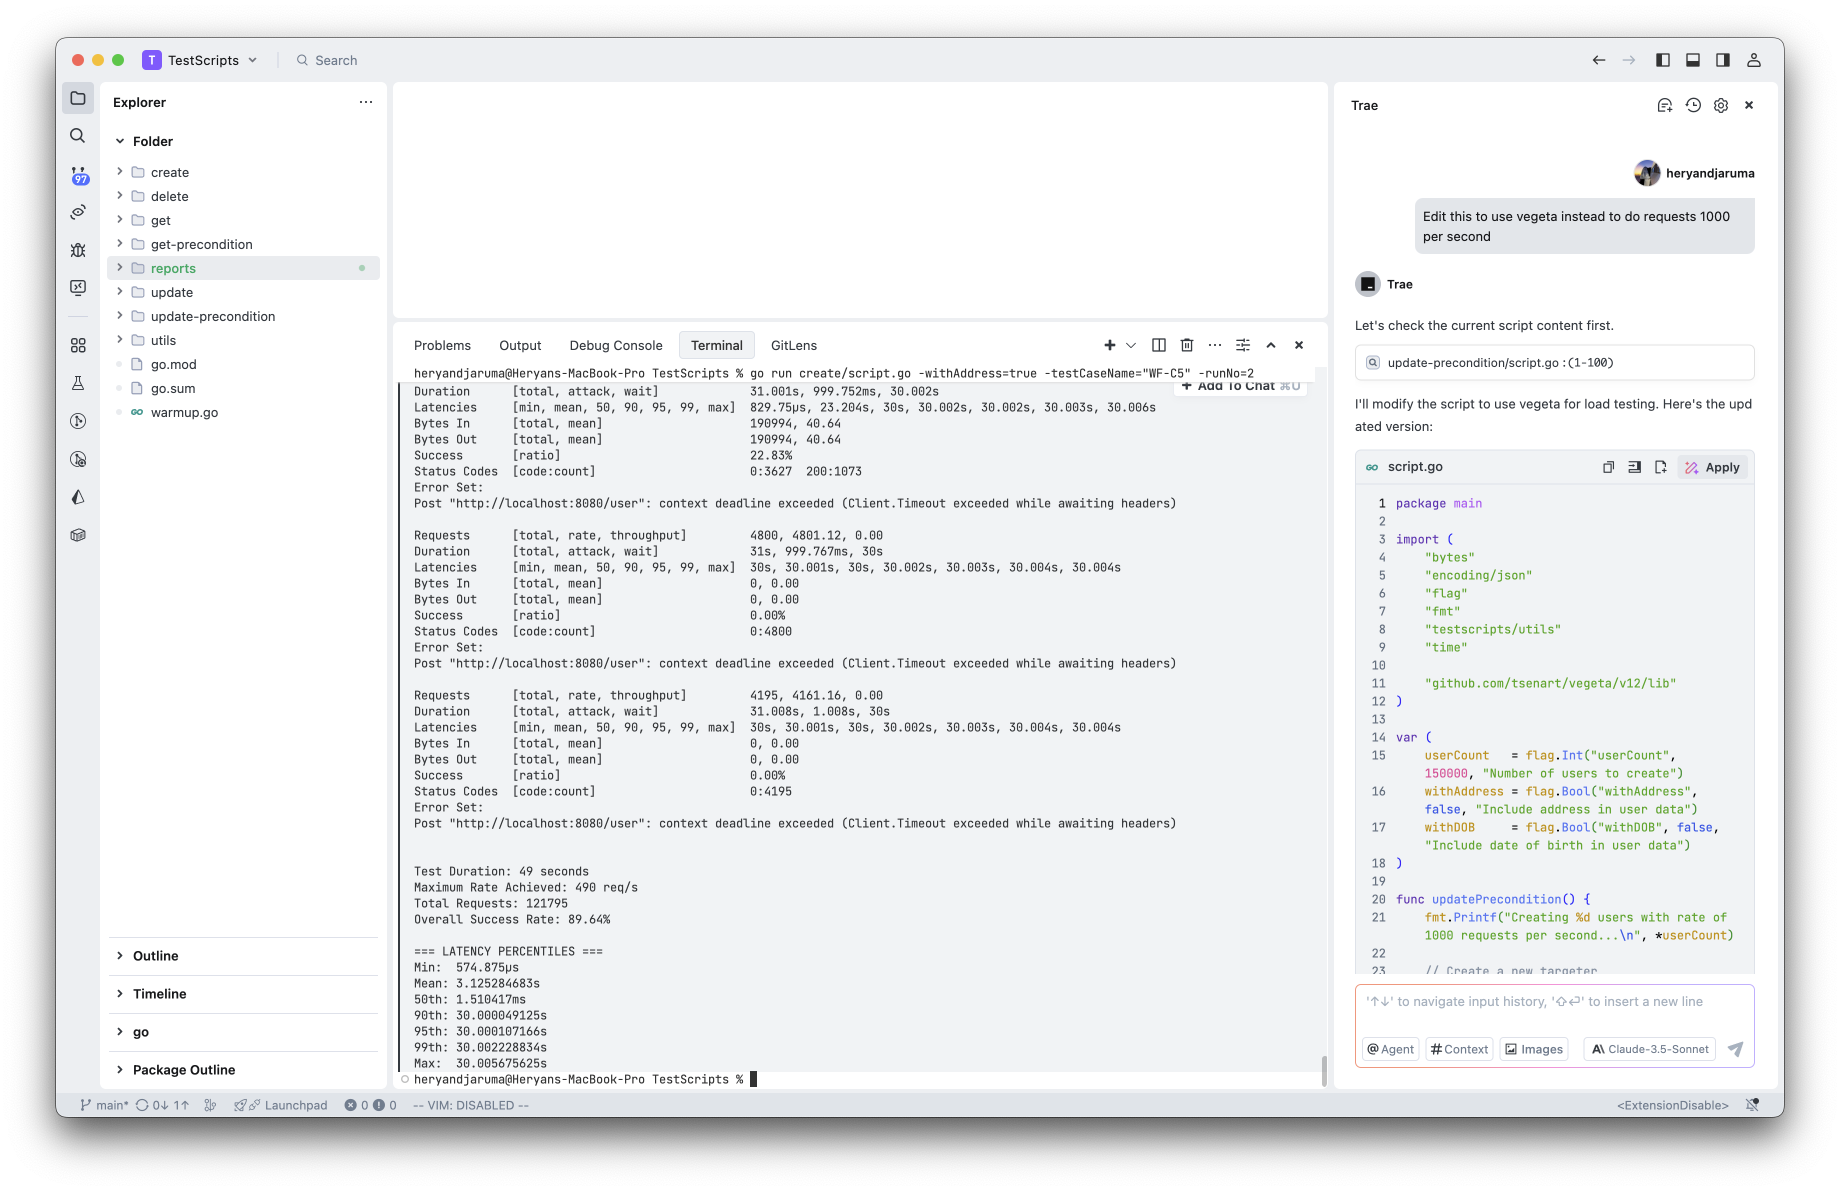 T TestScripts
Search
Explorer
Folder
create
delete
get
get-precondition
reports
update
update-precondition
utils
go.mod
go.sum
GO warmup.go
97
Outline
Timeline
go
Package Outline
Problems Output Debug Console Terminal GitLens
heryandjaruma@Heryans-MacBook-Pro TestScripts % go run create/script.go -withAddress=true -testCaseName="WF-C5" -runNo=2
+ Add To Chat ⌘U
Duration [total, attack, wait] 31.001s, 999.752ms, 30.002s
Latencies [min, mean, 50, 90, 95, 99, max] 829.75µs, 23.204s, 30s, 30.002s, 30.002s, 30.003s, 30.006s
Bytes In [total, mean] 190994, 40.64
Bytes Out [total, mean] 190994, 40.64
Success [ratio] 22.83%
Status Codes [code:count] 0:3627 200:1073
Error Set:
Post "http://localhost:8080/user": context deadline exceeded (Client.Timeout exceeded while awaiting headers)
Requests [total, rate, throughput] 4800, 4801.12, 0.00
Duration [total, attack, wait] 31s, 999.767ms, 30s
Latencies [min, mean, 50, 90, 95, 99, max] 30s, 30.001s, 30s, 30.002s, 30.003s, 30.004s, 30.004s
Bytes In [total, mean] 0, 0.00
Bytes Out [total, mean] 0, 0.00
Success [ratio] 0.00%
Status Codes [code:count] 0:4800
Error Set:
Post "http://localhost:8080/user": context deadline exceeded (Client.Timeout exceeded while awaiting headers)
Requests [total, rate, throughput] 4195, 4161.16, 0.00
Duration [total, attack, wait] 31.008s, 1.008s, 30s
Latencies [min, mean, 50, 90, 95, 99, max] 30s, 30.001s, 30s, 30.002s, 30.003s, 30.004s, 30.004s
Bytes In [total, mean] 0, 0.00
Bytes Out [total, mean] 0, 0.00
Success [ratio] 0.00%
Status Codes [code:count] 0:4195
Error Set:
Post "http://localhost:8080/user": context deadline exceeded (Client.Timeout exceeded while awaiting headers)
Test Duration: 49 seconds
Maximum Rate Achieved: 490 req/s
Total Requests: 121795
Overall Success Rate: 89.64%
=== LATENCY PERCENTILES ===
Min: 574.875µs
Mean: 3.125284683s
50th: 1.510417ms
90th: 30.000049125s
95th: 30.000107166s
99th: 30.002228834s
Max: 30.005675625s
heryandjaruma@Heryans-MacBook-Pro TestScripts %
Trae
heryandjaruma
Edit this to use vegeta instead to do requests 1000
per second
Trae
Let's check the current script content first.
update-precondition/script.go :(1-100)
I'll modify the script to use vegeta for load testing. Here's the upd
ated version:
GO script.go Apply
1 package main
2
3 import (
4 "bytes"
5 "encoding/json"
6 "flag"
7 "fmt"
8 "testscripts/utils"
9 "time"
10
11 "github.com/tsenart/vegeta/v12/lib"
12 )
13
14 var (
15 userCount = flag.Int("userCount",
150000, "Number of users to create")
16 withAddress = flag.Bool("withAddress",
false, "Include address in user data")
17 withDOB = flag.Bool("withDOB", false,
"Include date of birth in user data")
18 )
19
20 func updatePrecondition() {
21 fmt.Printf("Creating %d users with rate of
1000 requests per second...\n", *userCount)
22
23 // Create a new targeter
'↑↓' to navigate input history, '⇧⏎' to insert a new line
@ Agent # Context Images A\ Claude-3.5-Sonnet
main* 0↓ 1↑ Launchpad 0 0 -- VIM: DISABLED --
<ExtensionDisable>